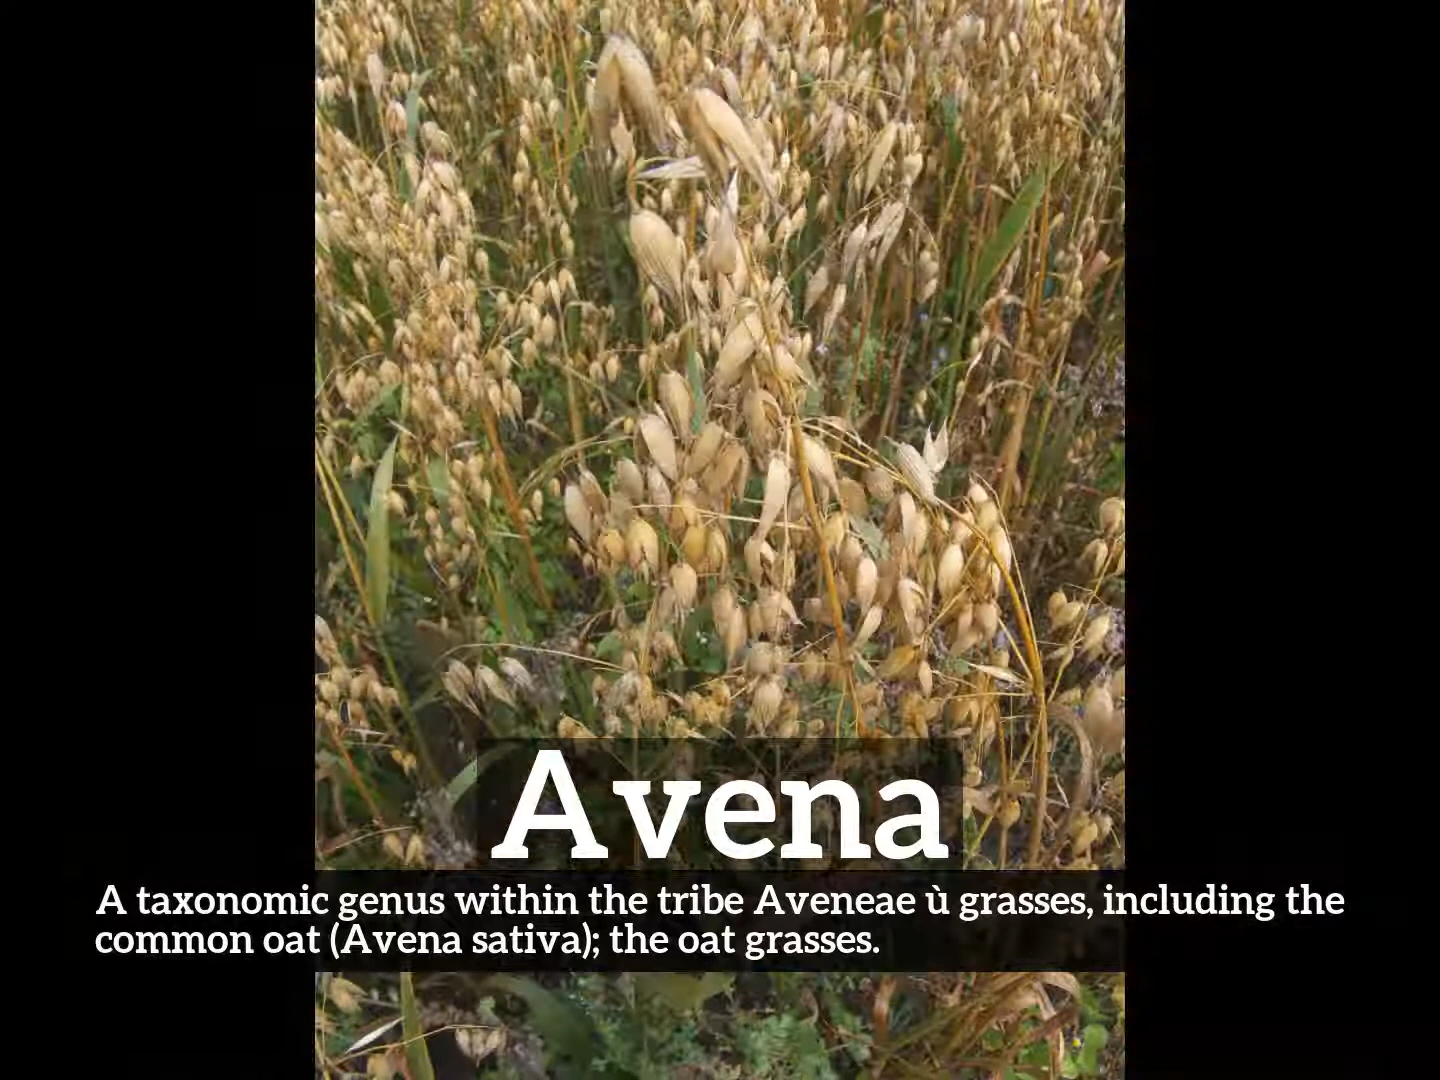 Avena
A taxonomic genus within the tribe Aveneae ù grasses, including the
common oat (Avena sativa); the oat grasses.